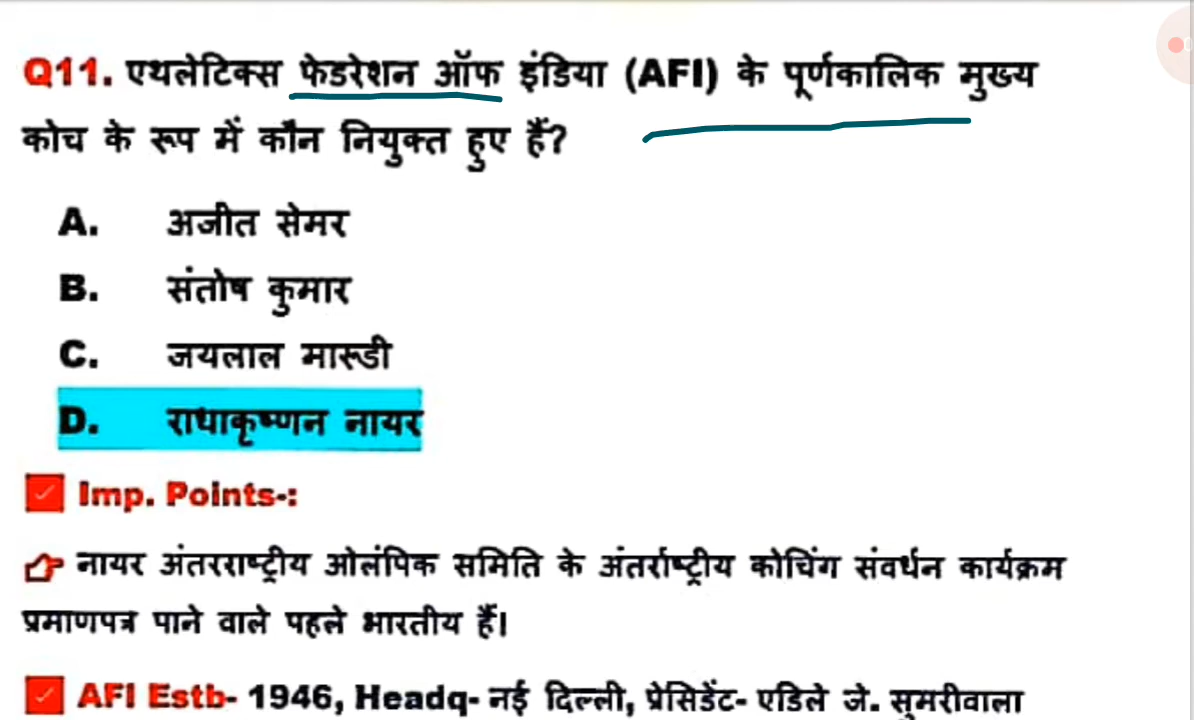 Q11. एथलेटिक्स फेडरेशन ऑफ इंडिया (AFI) के पूर्णकालिक मुख्य
कोच के रूप में कौन नियुक्त हुए हैं?
A. अजीत सेमर
B. संतोष कुमार
C. जयलाल मारूडी
D. राधाकृष्णन नायर
Imp. Points-:
नायर अंतरराष्ट्रीय ओलंपिक समिति के अंतर्राष्ट्रीय कोचिंग संवर्धन कार्यक्रम
प्रमाणपत्र पाने वाले पहले भारतीय हैं।
AFI Estb- 1946, Headq- नई दिल्ली, प्रेसिडेंट- एडिले जे. सुमरीवाला